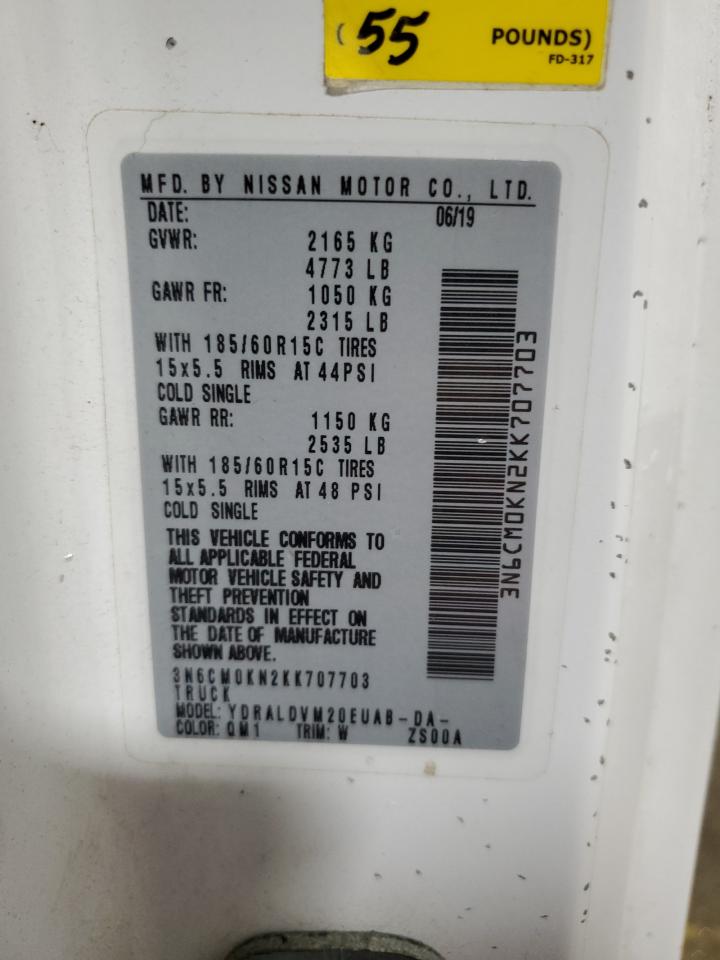 (55 POUNDS)
FD-317
MFD. BY NISSAN MOTOR CO., LTD.
DATE: 06/19
GVWR: 2165 KG
4773 LB
GAWR FR: 1050 KG
2315 LB
WITH 185/60R15C TIRES
15x5.5 RIMS AT 44PSI
COLD SINGLE
GAWR RR: 1150 KG
2535 LB
WITH 185/60R15C TIRES
15x5.5 RIMS AT 48 PSI
COLD SINGLE
THIS VEHICLE CONFORMS TO
ALL APPLICABLE FEDERAL
MOTOR VEHICLE SAFETY AND
THEFT PREVENTION
STANDARDS IN EFFECT ON
THE DATE OF MANUFACTURE
SHOWN ABOVE.
3N6CM0KN2KK707703
TRUCK
MODEL: YDRALDVM20EUAB-DA-
COLOR: QM1 TRIM: W ZS00A
3N6CM0KN2KK707703